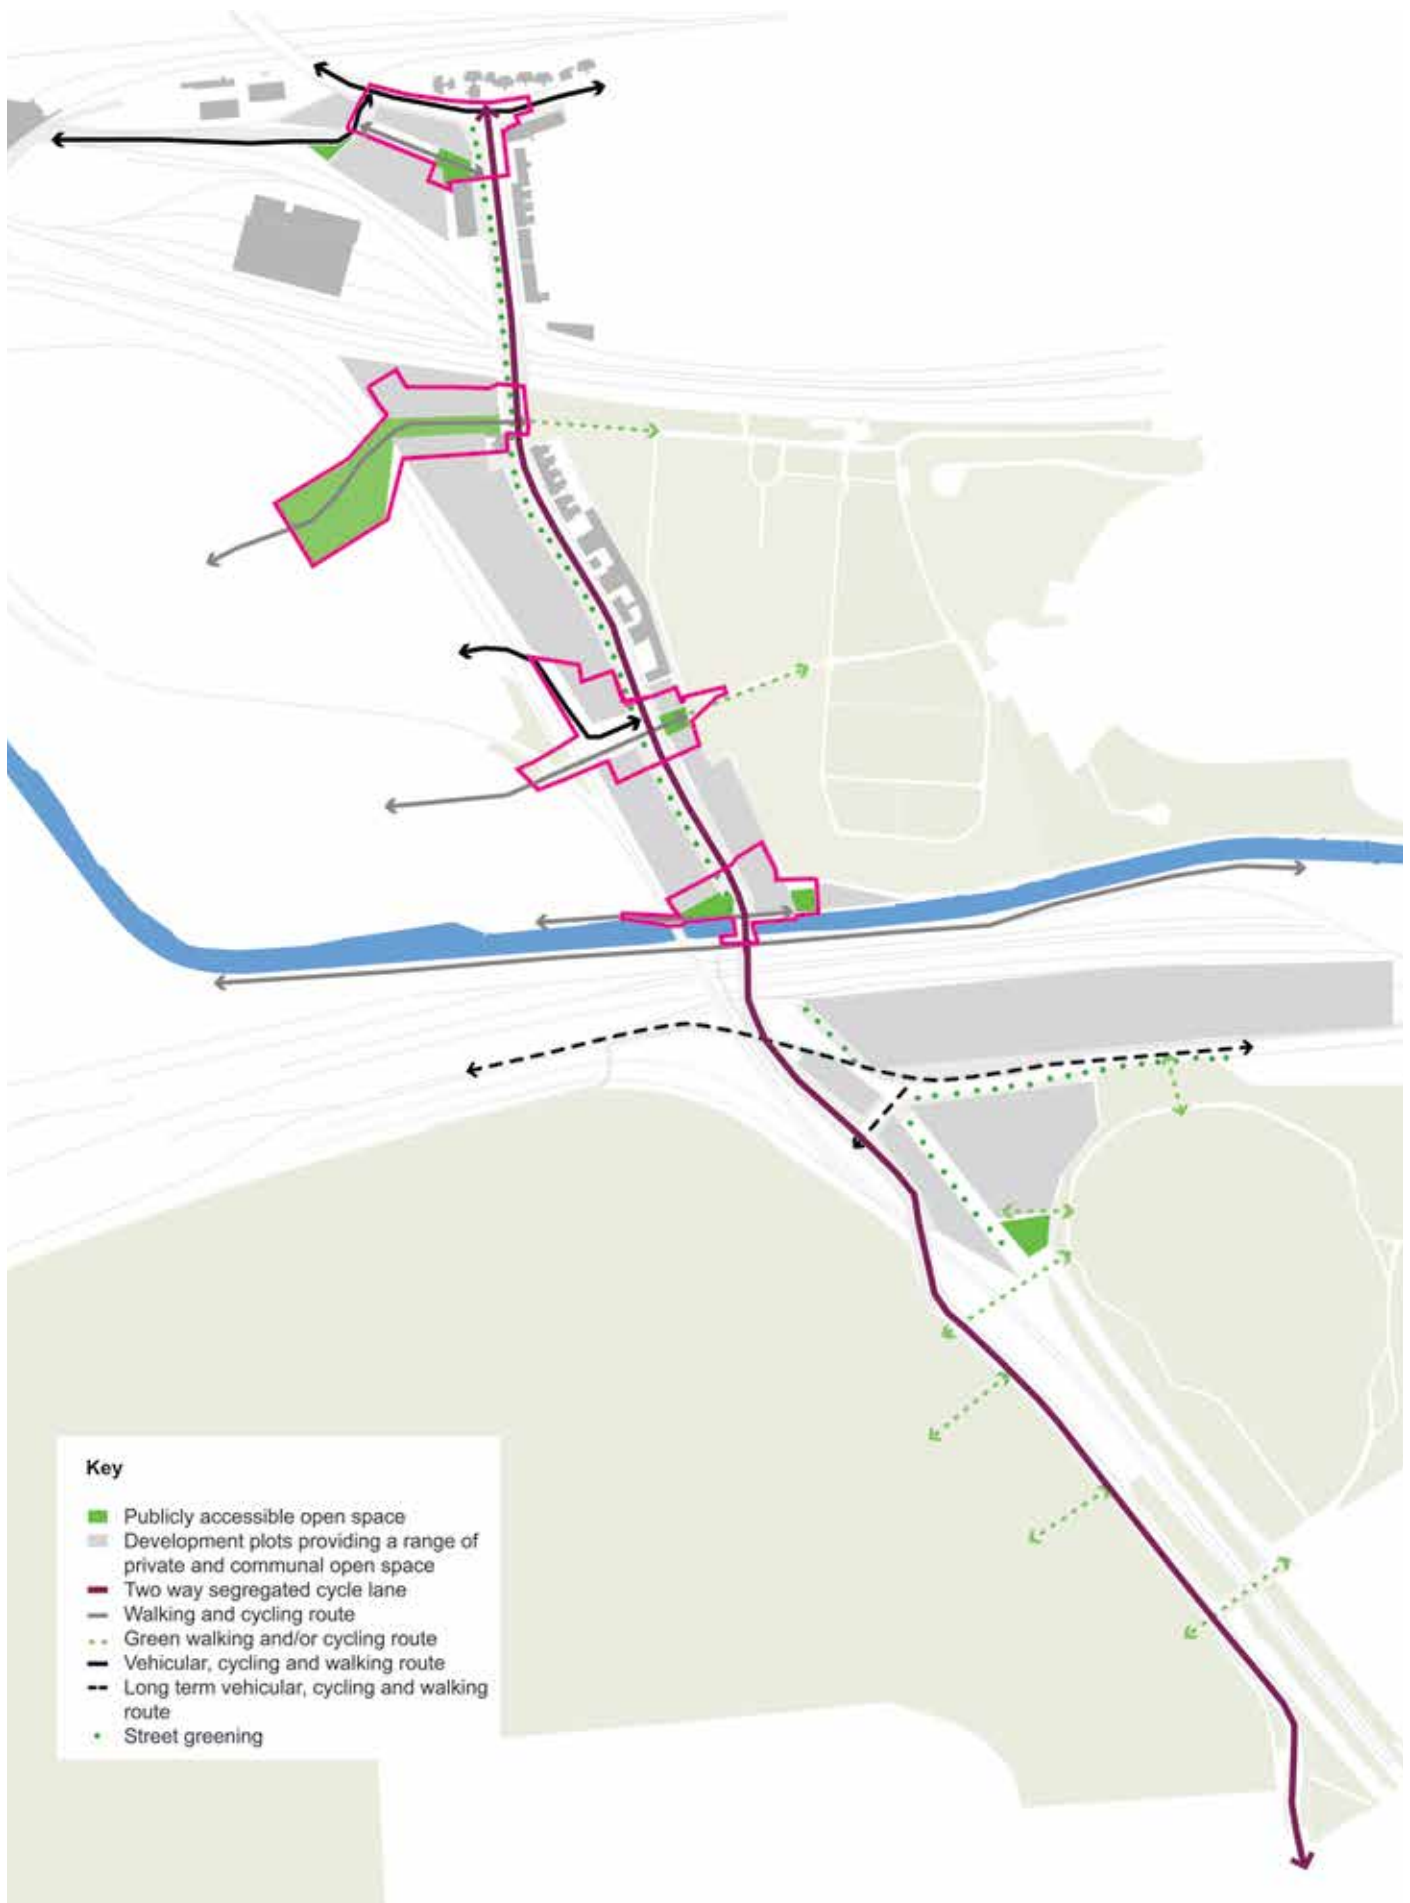 Key
Publicly accessible open space
Development plots providing a range of
private and communal open space
Two way segregated cycle lane
Walking and cycling route
Green walking and/or cycling route
Vehicular, cycling and walking route
Long term vehicular, cycling and walking
route
Street greening